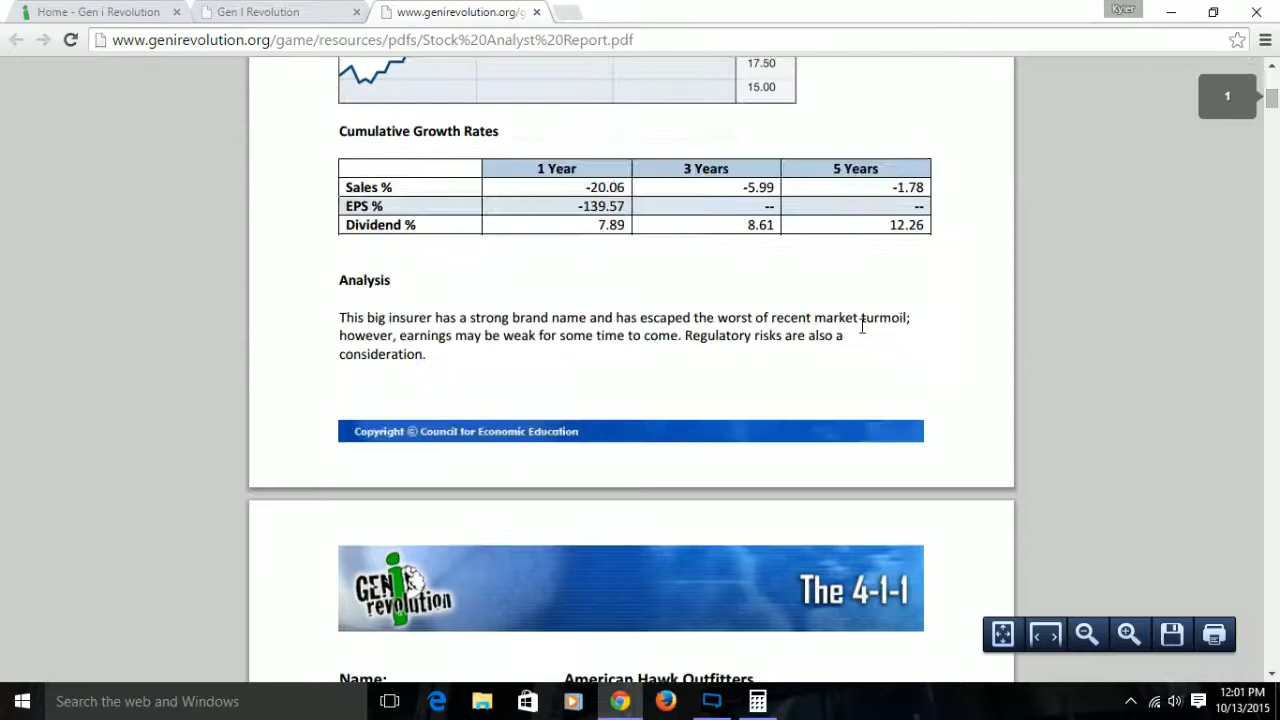 Home - Gen i Revolution
Gen I Revolution
www.genirevolution.org/g
Kyler
www.genirevolution.org/game/resources/pdfs/Stock%20Analyst%20Report.pdf
17.50
15.00
1
Cumulative Growth Rates
1 Year 3 Years 5 Years
Sales % -20.06 -5.99 -1.78
EPS % -139.57 -- --
Dividend % 7.89 8.61 12.26
Analysis
This big insurer has a strong brand name and has escaped the worst of recent market turmoil;
however, earnings may be weak for some time to come. Regulatory risks are also a
consideration.
Copyright © Council for Economic Education
GEN i
revolution
The 4-1-1
Name: American Hawk Outfitters
Search the web and Windows
12:01 PM
10/13/2015